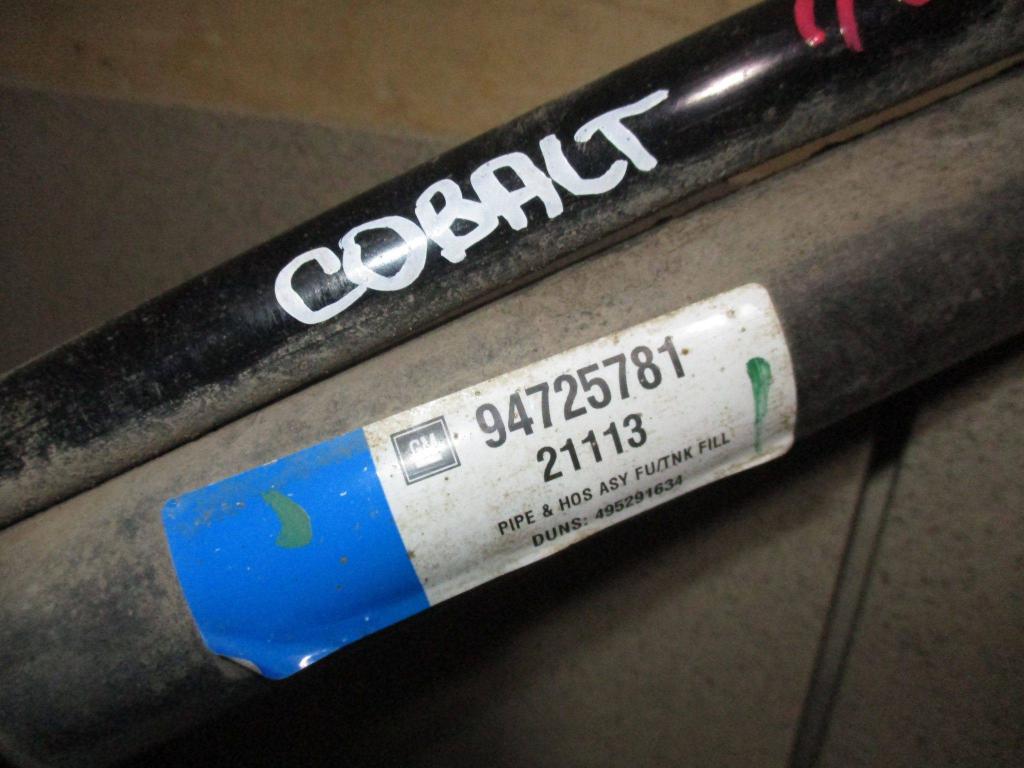 COBALT
GM
94725781
21113
PIPE & HOS ASY FU/TNK FILL
DUNS: 495291634